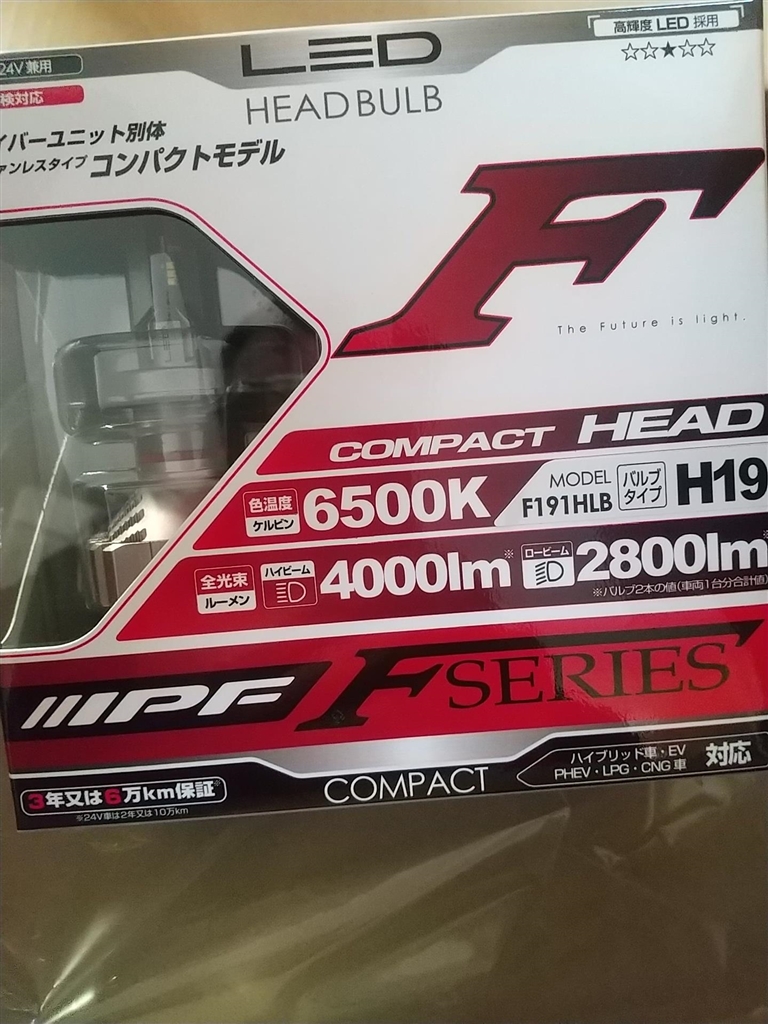 24V兼用
LED
高輝度 LED 採用
☆☆★☆☆
検対応
HEAD BULB
イバーユニット別体
ァンレスタイプ コンパクトモデル
F
The Future is light.
COMPACT HEAD
色温度
ケルビン
6500K
MODEL
F191HLB
バルブ
タイプ
H19
全光束
ルーメン
ハイビーム
4000lm※
ロービーム
2800lm※
※バルブ2本の値(車両1台分合計値)
IPF F SERIES
COMPACT
3年又は6万km保証※
※24V車は2年又は10万km
ハイブリッド車・EV
PHEV・LPG・CNG車
対応